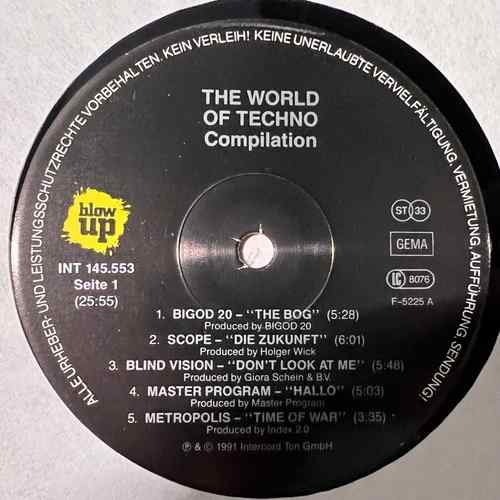 ALLE URHEBER- UND LEISTUNGSSCHUTZRECHTE VORBEHALTEN. KEIN VERLEIH! KEINE UNERLAUBTE VERVIELFÄLTIGUNG, VERMIETUNG, AUFFÜHRUNG, SENDUNG!
THE WORLD
OF TECHNO
Compilation
blow
up
INT 145.553
Seite 1
(25:55)
ST 33
GEMA
LC 8076
F-5225 A
1. BIGOD 20 – "THE BOG" (5:28)
Produced by BIGOD 20
2. SCOPE – "DIE ZUKUNFT" (6:01)
Produced by Holger Wick
3. BLIND VISION – "DON'T LOOK AT ME" (5:48)
Produced by Giora Schein & B.V.
4. MASTER PROGRAM – "HALLO" (5:03)
Produced by Master Program
5. METROPOLIS – "TIME OF WAR" (3:35)
Produced by Index 2.0
℗ & © 1991 Intercord Ton GmbH